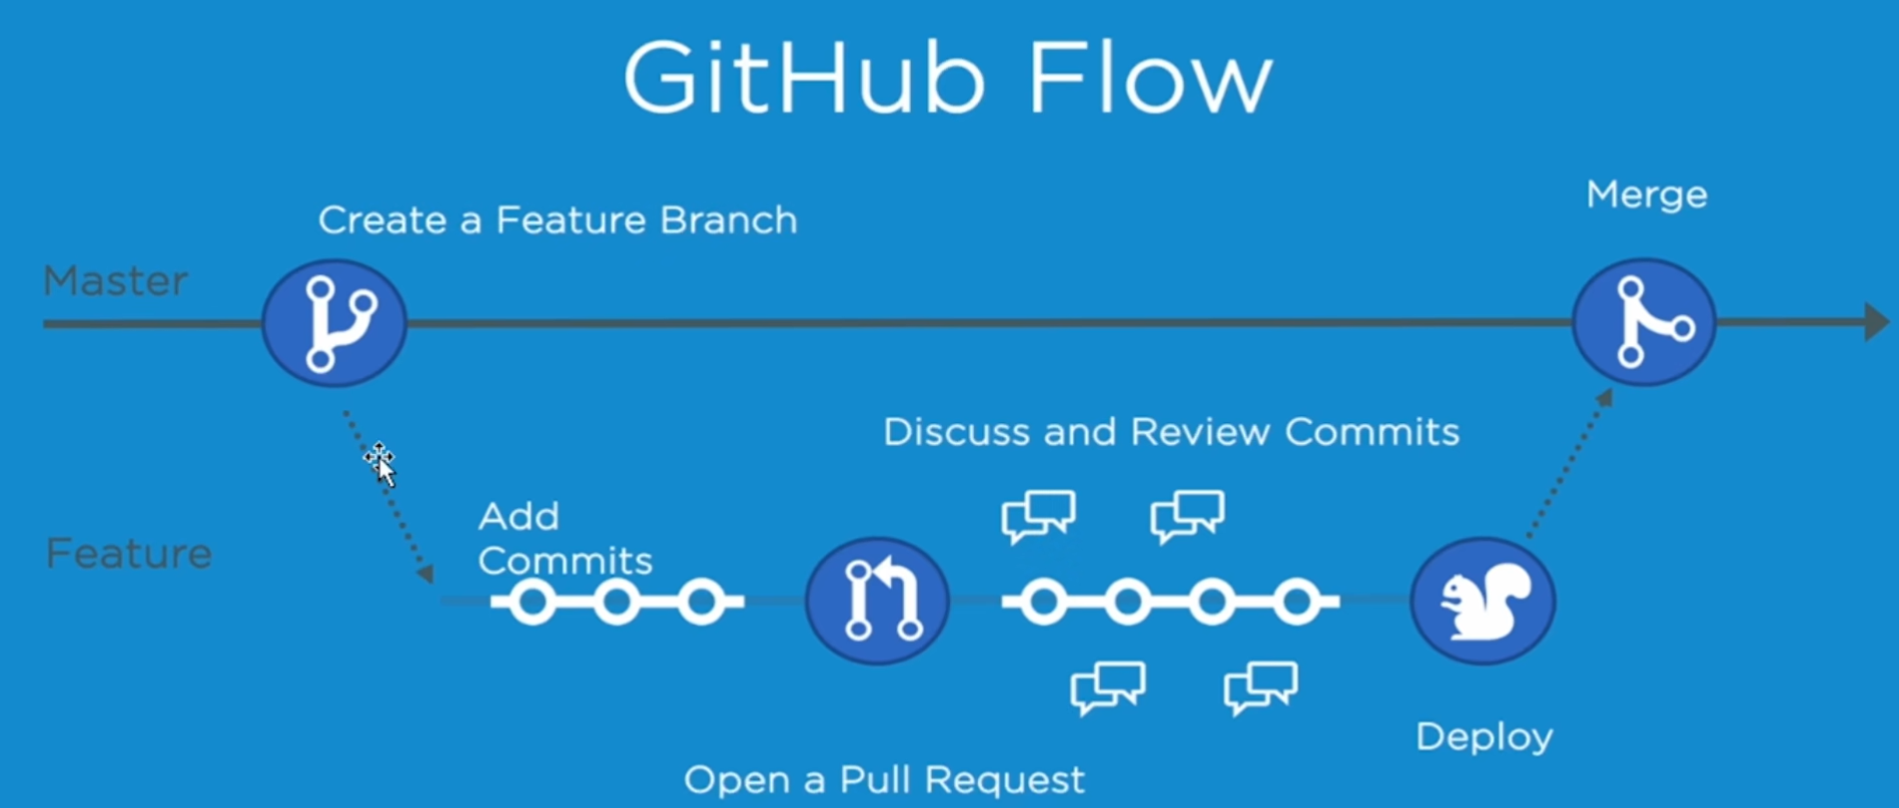 GitHub Flow
Create a Feature Branch
Merge
Master
Discuss and Review Commits
Add
Commits
Feature
Deploy
Open a Pull Request